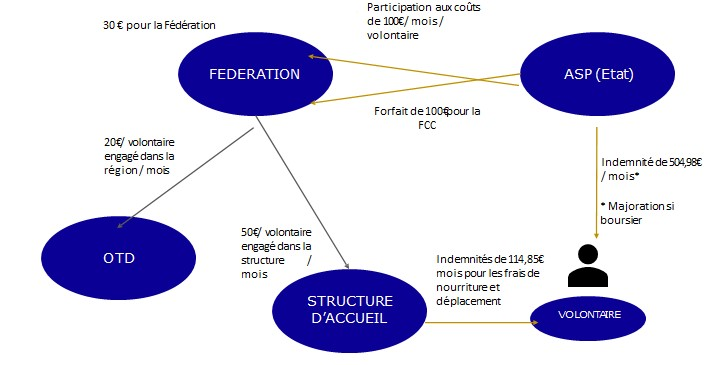 Participation aux coûts
de 100€/ mois /
volontaire
30 € pour la Fédération
FEDERATION
ASP (Etat)
Forfait de 100€pour la
FCC
20€/ volontaire
engagé dans la
région / mois
Indemnité de 504,98€
/ mois*
* Majoration si
boursier
50€/ volontaire
engagé dans la
structure /
mois
OTD
Indemnités de 114,85€
mois pour les frais de
nourriture et
déplacement
STRUCTURE
D’ACCUEIL
VOLONTAIRE